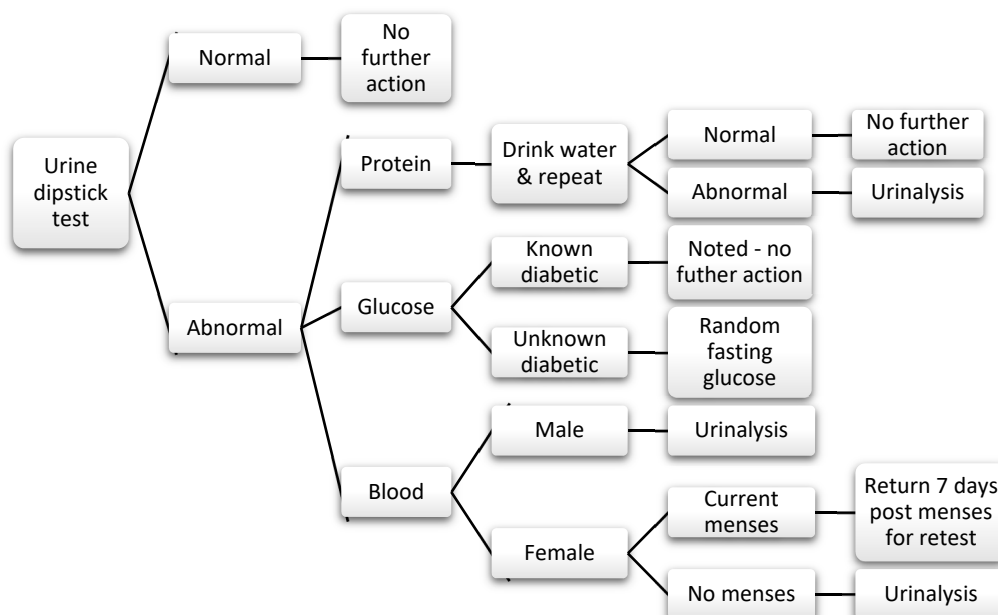 Urine
dipstick
test
Normal
No
further
action
Abnormal
Protein
Drink water
& repeat
Normal
No further
action
Abnormal
Urinalysis
Glucose
Known
diabetic
Noted - no
futher action
Unknown
diabetic
Random
fasting
glucose
Blood
Male
Urinalysis
Female
Current
menses
Return 7 days
post menses
for retest
No menses
Urinalysis